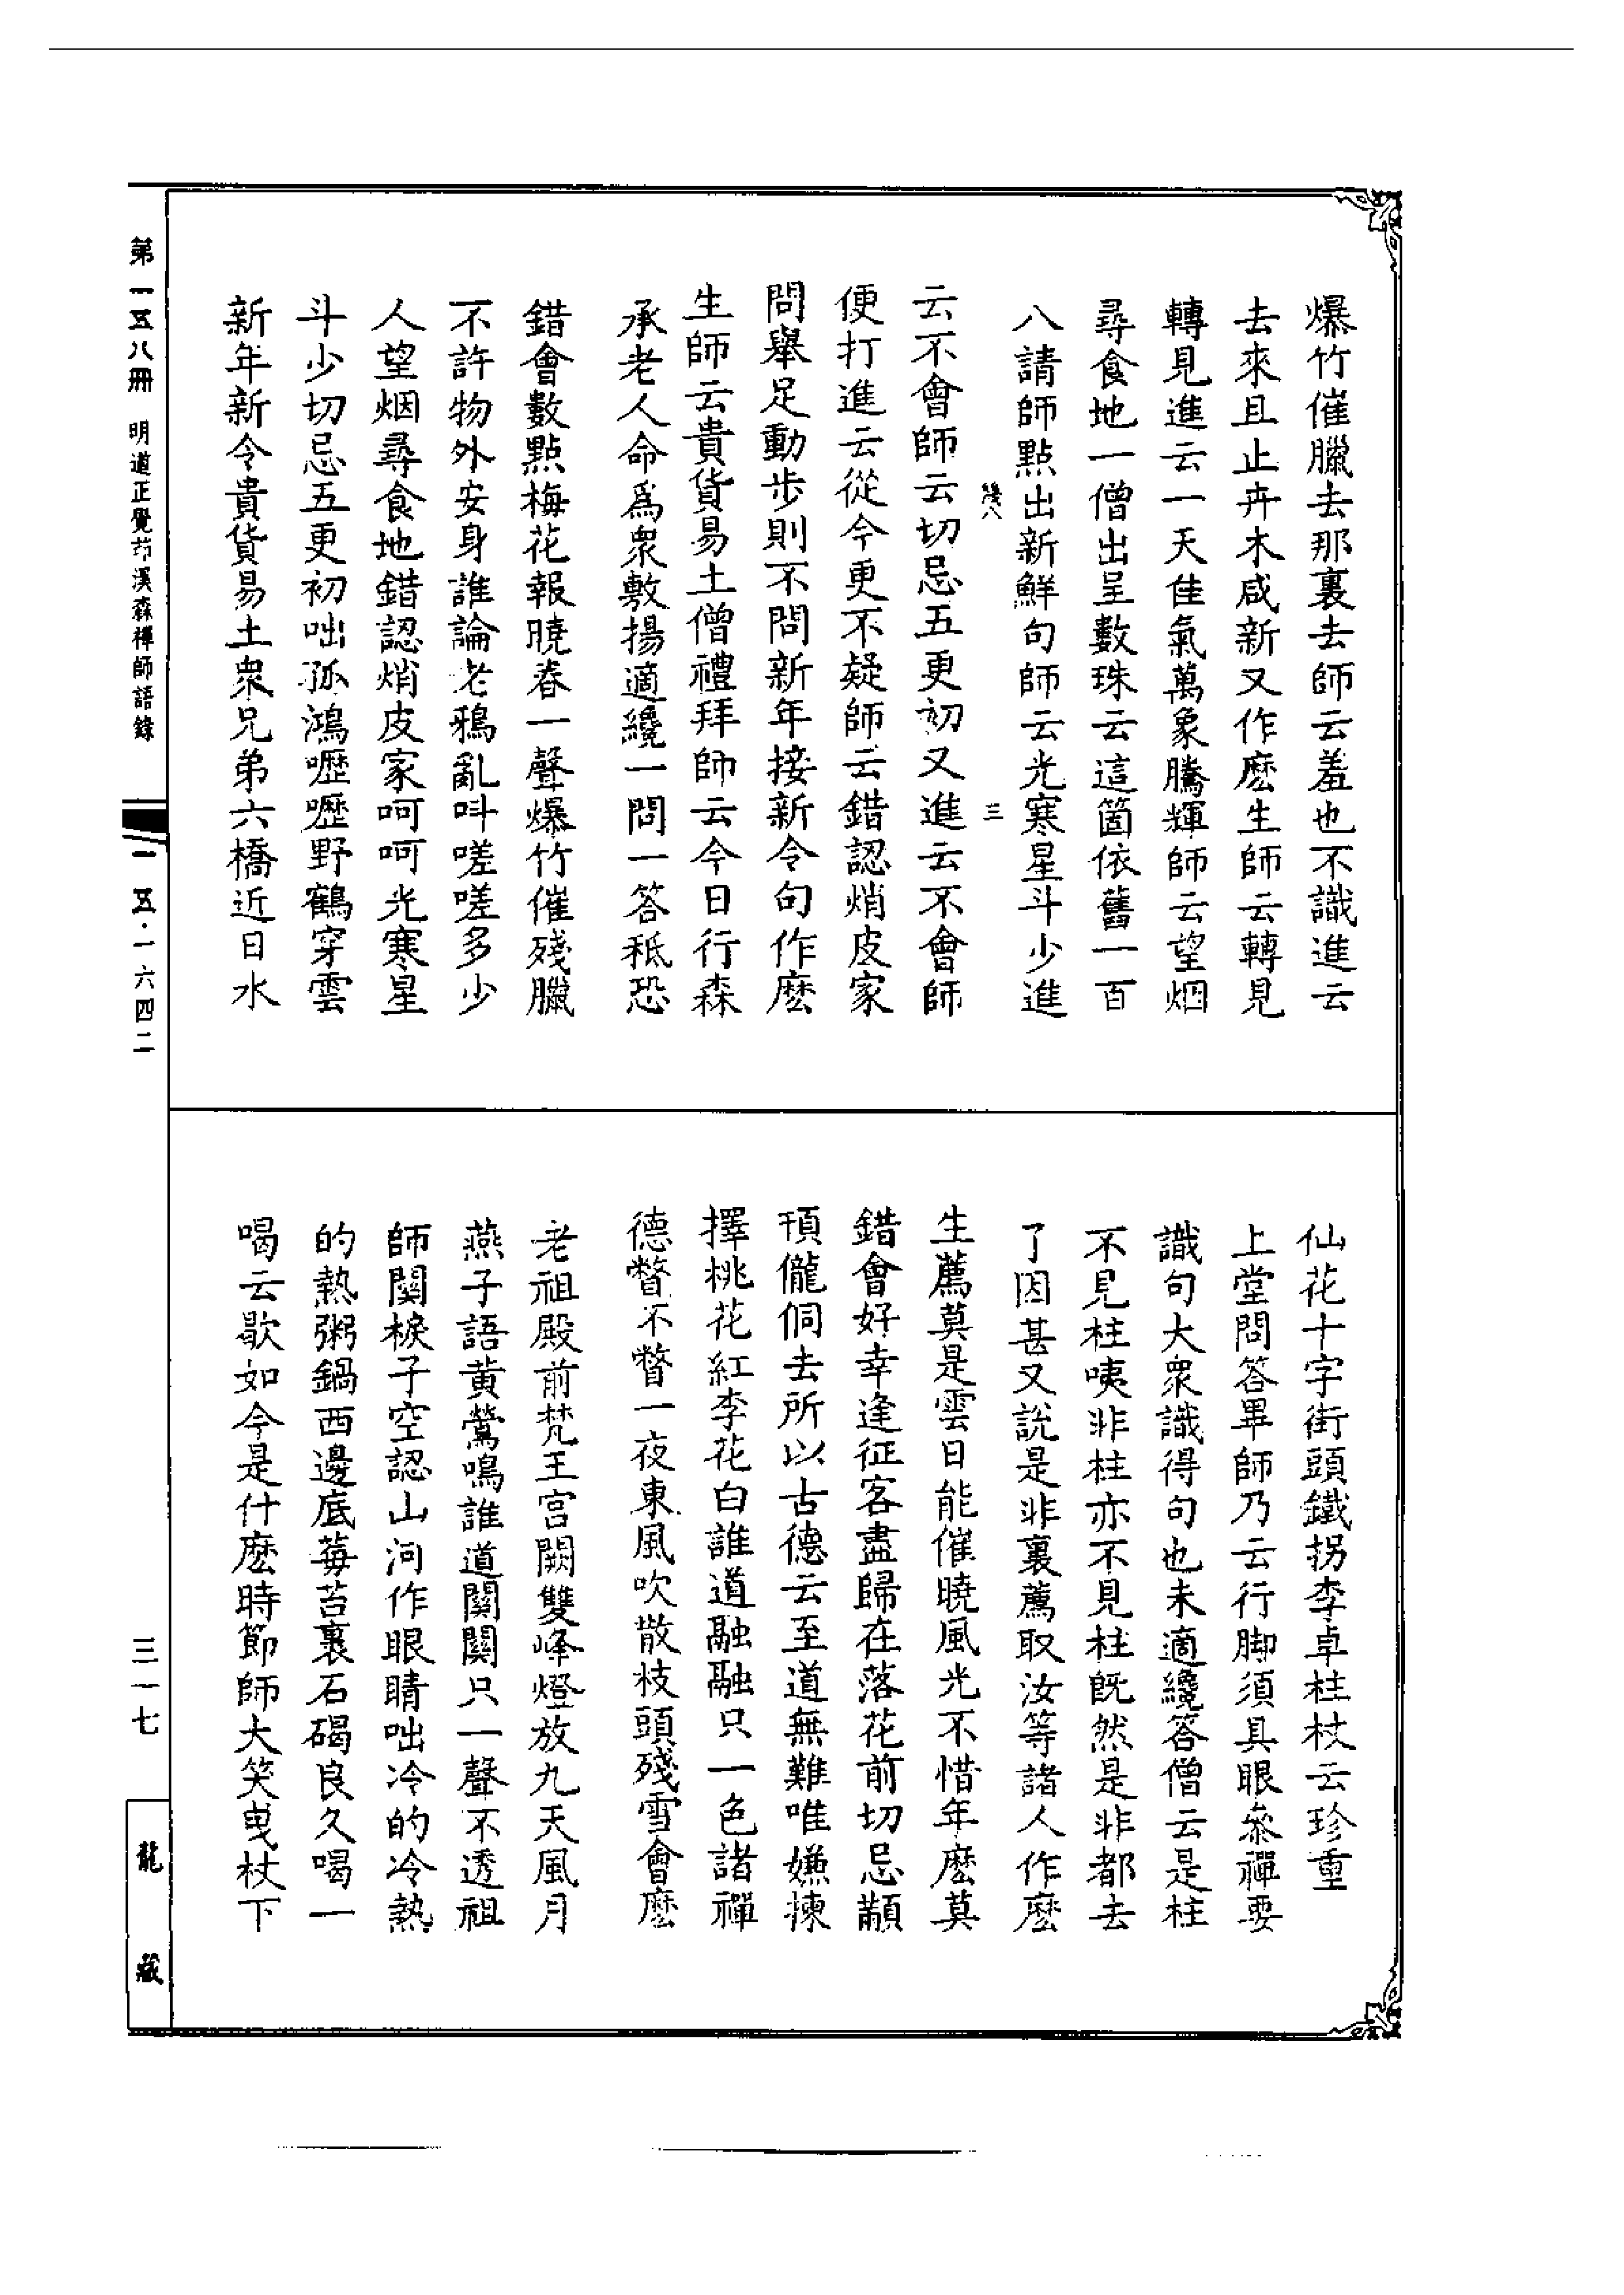 爆竹催臘去那裏去師云羞也不識進云
去來且止卉木咸新又作麽生師云轉見
轉見進云一天佳氣萬象騰輝師云望烟
尋食地一僧出呈數珠云這箇依舊一百
八請師點出新鮮句師云光寒星斗少進
云不會師云切忌五更初又進云不會師
便打進云從今更不疑師云錯認焇皮家
問舉足動步則不問新年接新令句作麽
生師云貴貨易土僧禮拜師云今日行森
承老人命爲衆敷揚適纔一問一答秪恐
錯會數點梅花報曉春一聲爆竹催殘臘
不許物外安身誰論老鴉亂呌嗟嗟多少
人望烟尋食地錯認焇皮家呵呵光寒星
斗少切忌五更初咄孤鴻嚦嚦野鶴穿雲
新年新令貴貨易土衆兄弟六橋近日水
仙花十字街頭鐵拐李卓柱杖云珍重
上堂問答畢師乃云行脚須具眼叅禪要
識句大衆識得句也未適纔答僧云是柱
不見柱咦非柱亦不見柱旣然是非都去
了因甚又說是非裏薦取汝等諸人作麽
生薦莫是雲日能催曉風光不惜年麽莫
錯會好幸逢征客盡歸在落花前切忌顢
頇儱侗去所以古德云至道無難唯嫌揀
擇桃花紅李花白誰道融融只一色諸禪
德瞥不瞥一夜東風吹散枝頭殘雪會麽
老祖殿前梵王宫闕雙峰燈放九天風月
燕子語黄鶯鳴誰道關關只一聲不透祖
師關棙子空認山河作眼睛咄冷的冷熱
的熱粥鍋西邊底莓苔裏石碣良久喝一
喝云歇如今是什麽時節師大笑曳杖下
第一五八冊 明道正覺茆溪森禪師語錄
一五·一六四二
三一七
龍藏
三